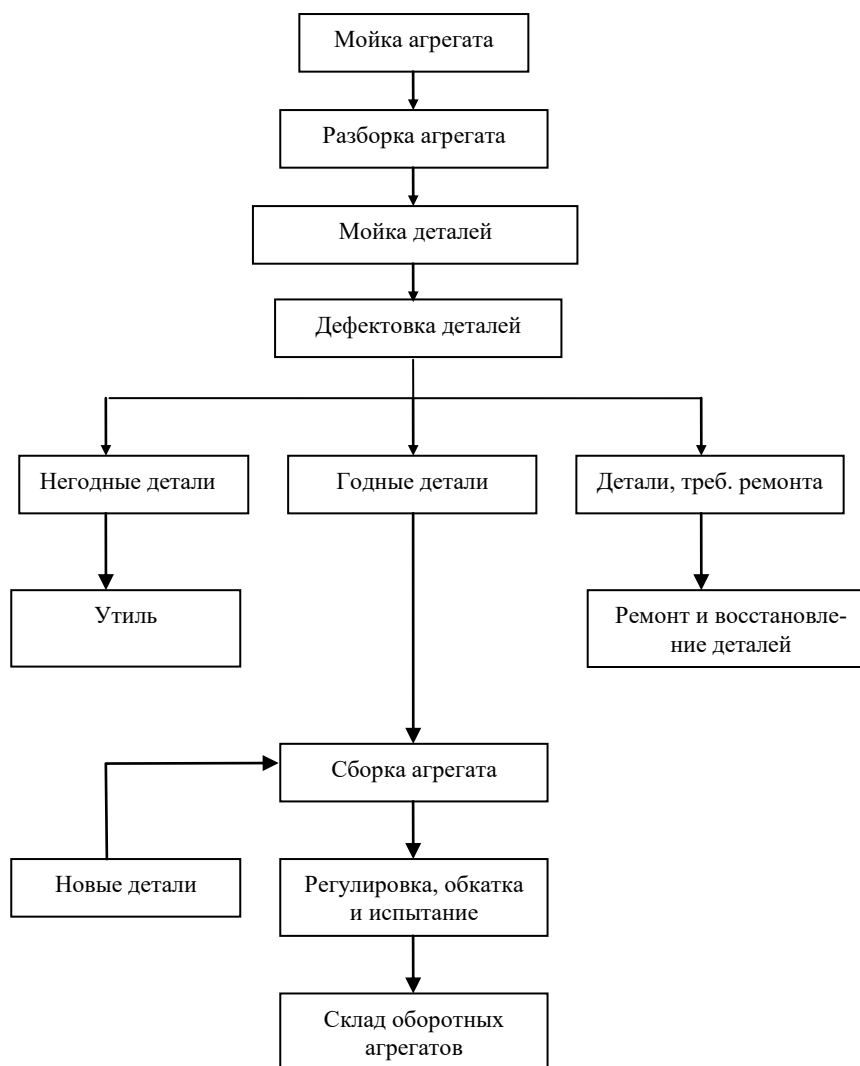 Мойка агрегата
Разборка агрегата
Мойка деталей
Дефектовка деталей
Негодные детали
Годные детали
Детали, треб. ремонта
Утиль
Ремонт и восстановле-
ние деталей
Сборка агрегата
Новые детали
Регулировка, обкатка
и испытание
Склад оборотных
агрегатов